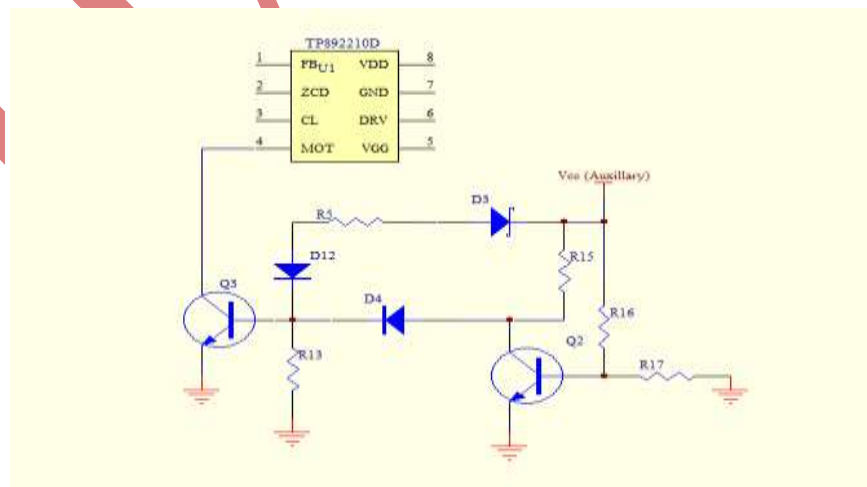 TP892210D
1 FB U1 VDD 8
2 ZCD GND 7
3 CL DRV 6
4 MOT VGG 5
Vcc (Auxillary)
D3
R5
R15
D12
Q3
D4
R16
Q2
R13
R17